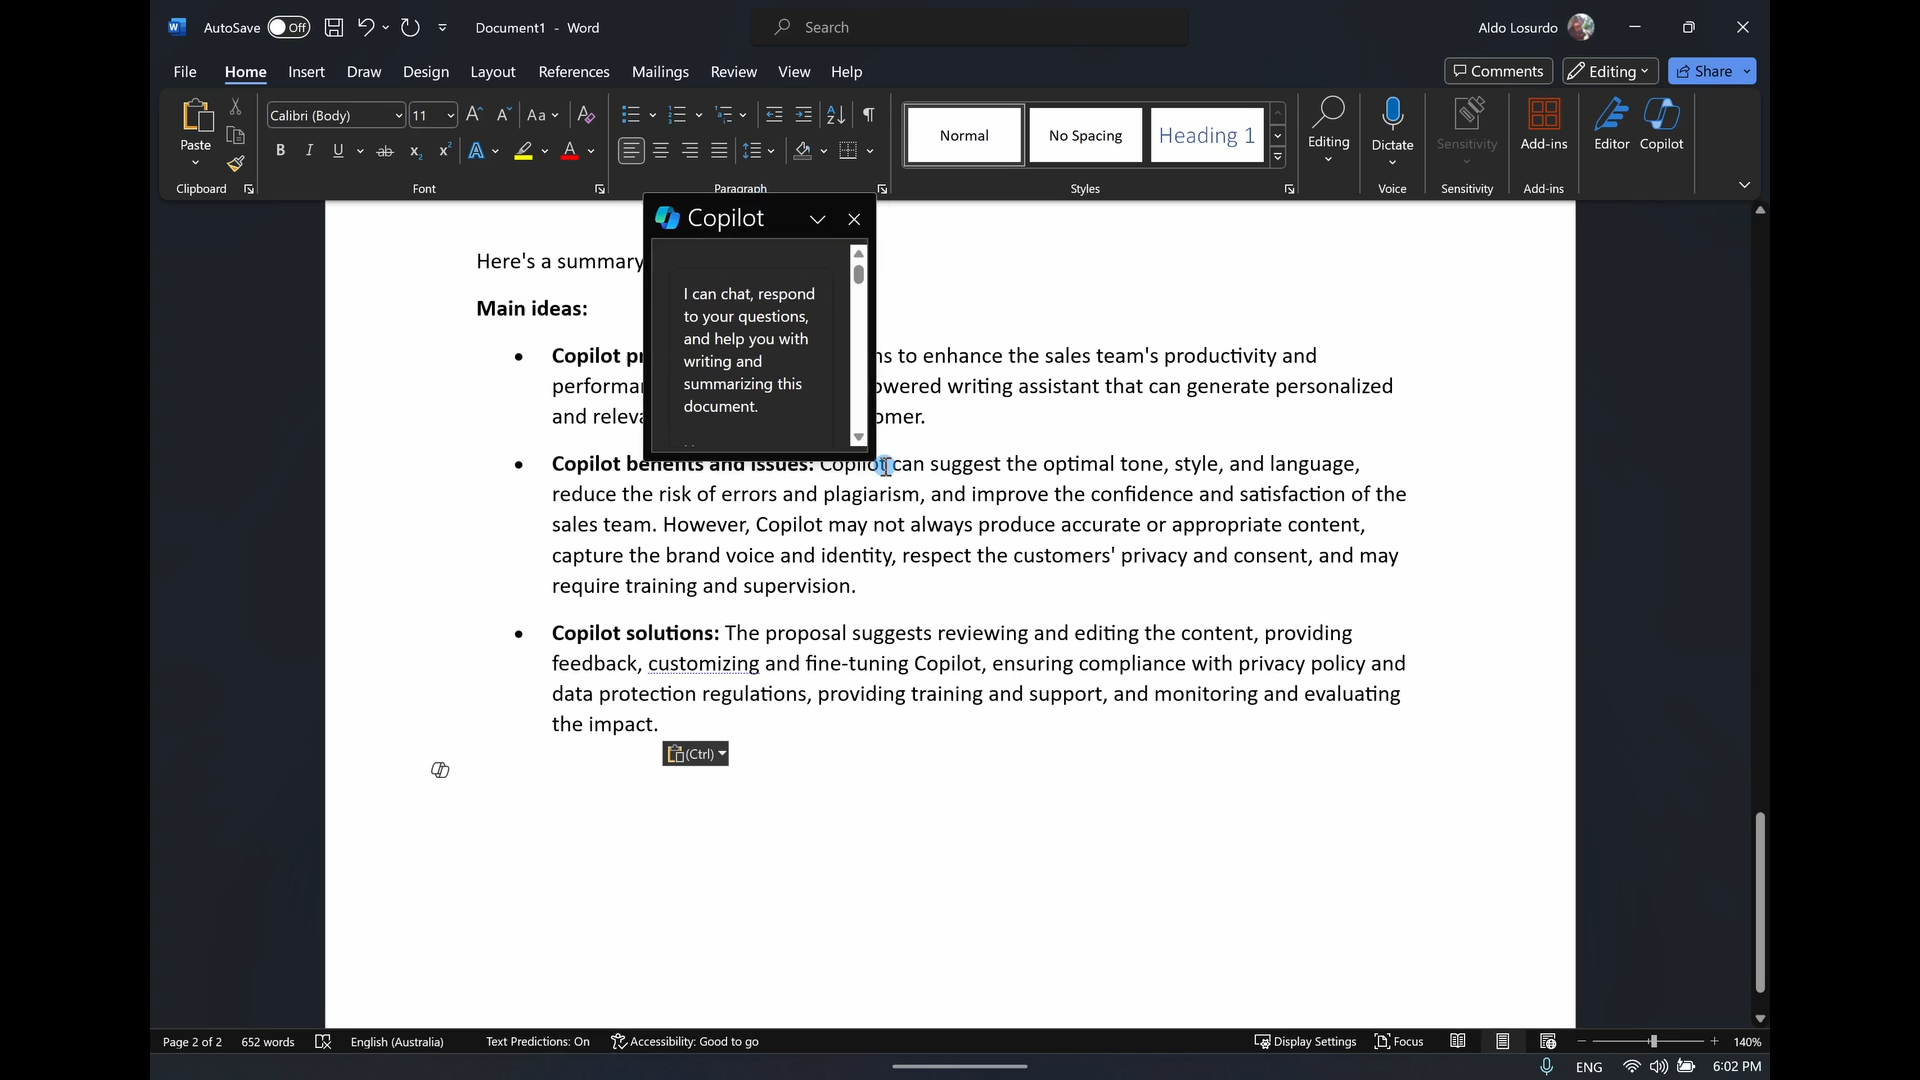 AutoSave Off Document1 - Word Search Aldo Losurdo
File Home Insert Draw Design Layout References Mailings Review View Help Comments Editing Share
Calibri (Body) 11 Aa
Normal No Spacing Heading 1
Paste Editing Dictate Sensitivity Add-ins Editor Copilot
B I U ab x2 x2 A A
Clipboard Font Paragraph Styles Voice Sensitivity Add-ins
Copilot
I can chat, respond
to your questions,
and help you with
writing and
summarizing this
document.
Here's a summary
Main ideas:
Copilot pr ns to enhance the sales team's productivity and
performa owered writing assistant that can generate personalized
and releva omer.
Copilot benefits and issues: Copilot can suggest the optimal tone, style, and language,
reduce the risk of errors and plagiarism, and improve the confidence and satisfaction of the
sales team. However, Copilot may not always produce accurate or appropriate content,
capture the brand voice and identity, respect the customers' privacy and consent, and may
require training and supervision.
Copilot solutions: The proposal suggests reviewing and editing the content, providing
feedback, customizing and fine-tuning Copilot, ensuring compliance with privacy policy and
data protection regulations, providing training and support, and monitoring and evaluating
the impact.
(Ctrl)
Page 2 of 2 652 words English (Australia) Text Predictions: On Accessibility: Good to go Display Settings Focus 140%
ENG 6:02 PM